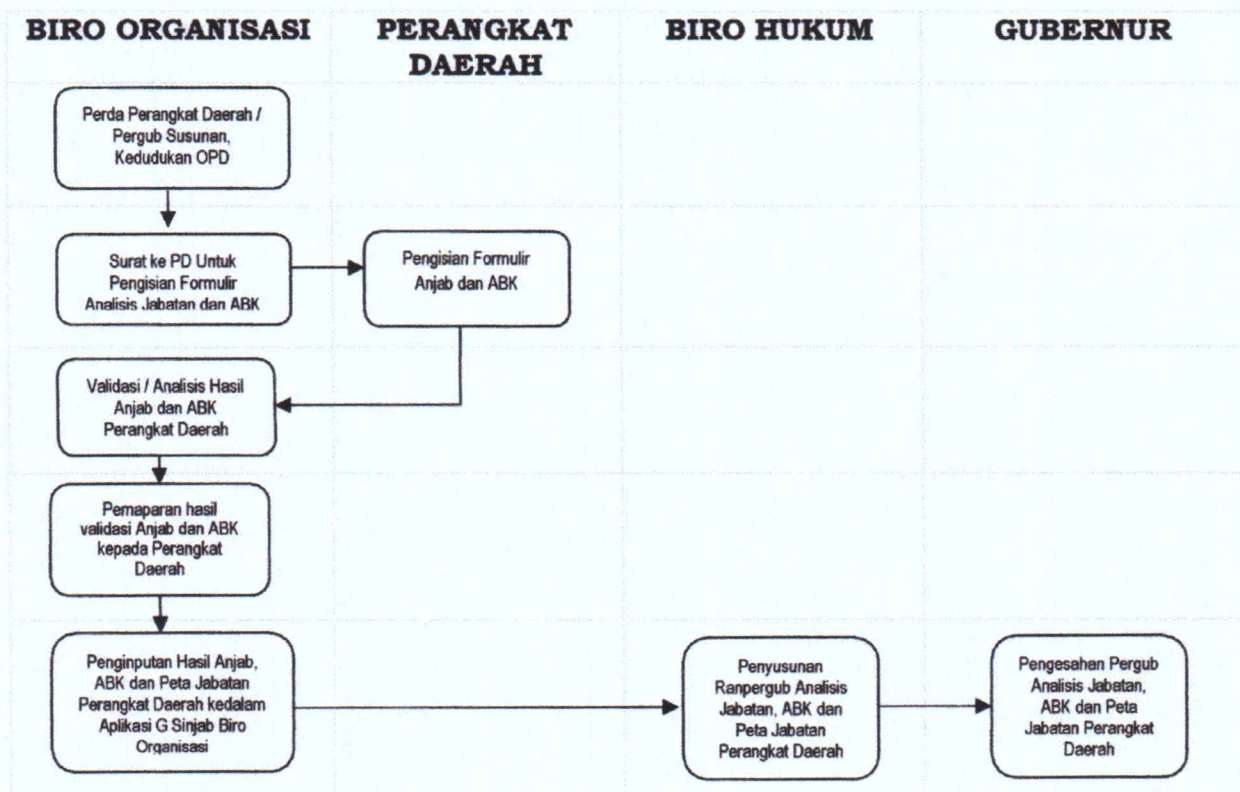 BIRO ORGANISASI
PERANGKAT
DAERAH
BIRO HUKUM
GUBERNUR
Perda Perangkat Daerah /
Pergub Susunan,
Kedudukan OPD
Surat ke PD Untuk
Pengisian Formulir
Analisis Jabatan dan ABK
Pengisian Formulir
Anjab dan ABK
Validasi / Analisis Hasil
Anjab dan ABK
Perangkat Daerah
Pemaparan hasil
validasi Anjab dan ABK
kepada Perangkat
Daerah
Penginputan Hasil Anjab,
ABK dan Peta Jabatan
Perangkat Daerah kedalam
Aplikasi G Sinjab Biro
Organisasi
Penyusunan
Ranpergub Analisis
Jabatan, ABK dan
Peta Jabatan
Perangkat Daerah
Pengesahan Pergub
Analisis Jabatan,
ABK dan Peta
Jabatan Perangkat
Daerah